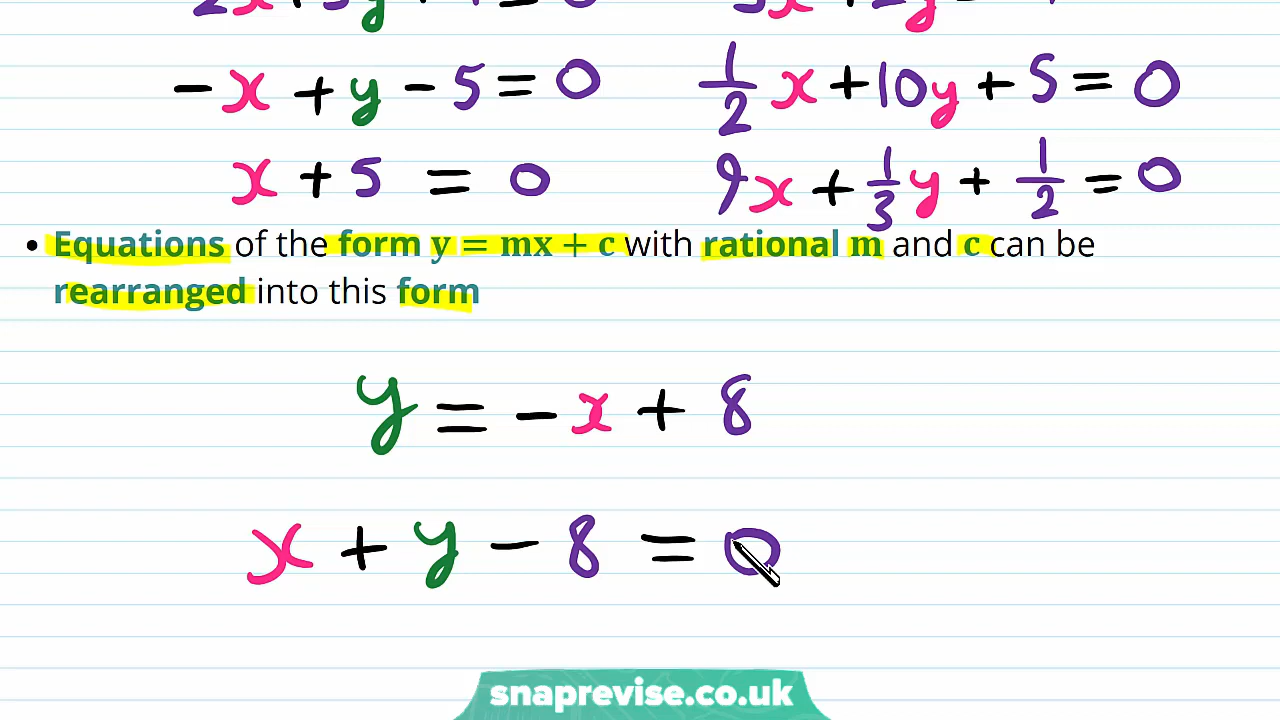 -x + y - 5 = 0
1/2 x + 10y + 5 = 0
x + 5 = 0
9x + 1/3 y + 1/2 = 0
• Equations of the form y = mx + c with rational m and c can be
rearranged into this form
y = -x + 8
x + y - 8 = 0
snaprevise.co.uk